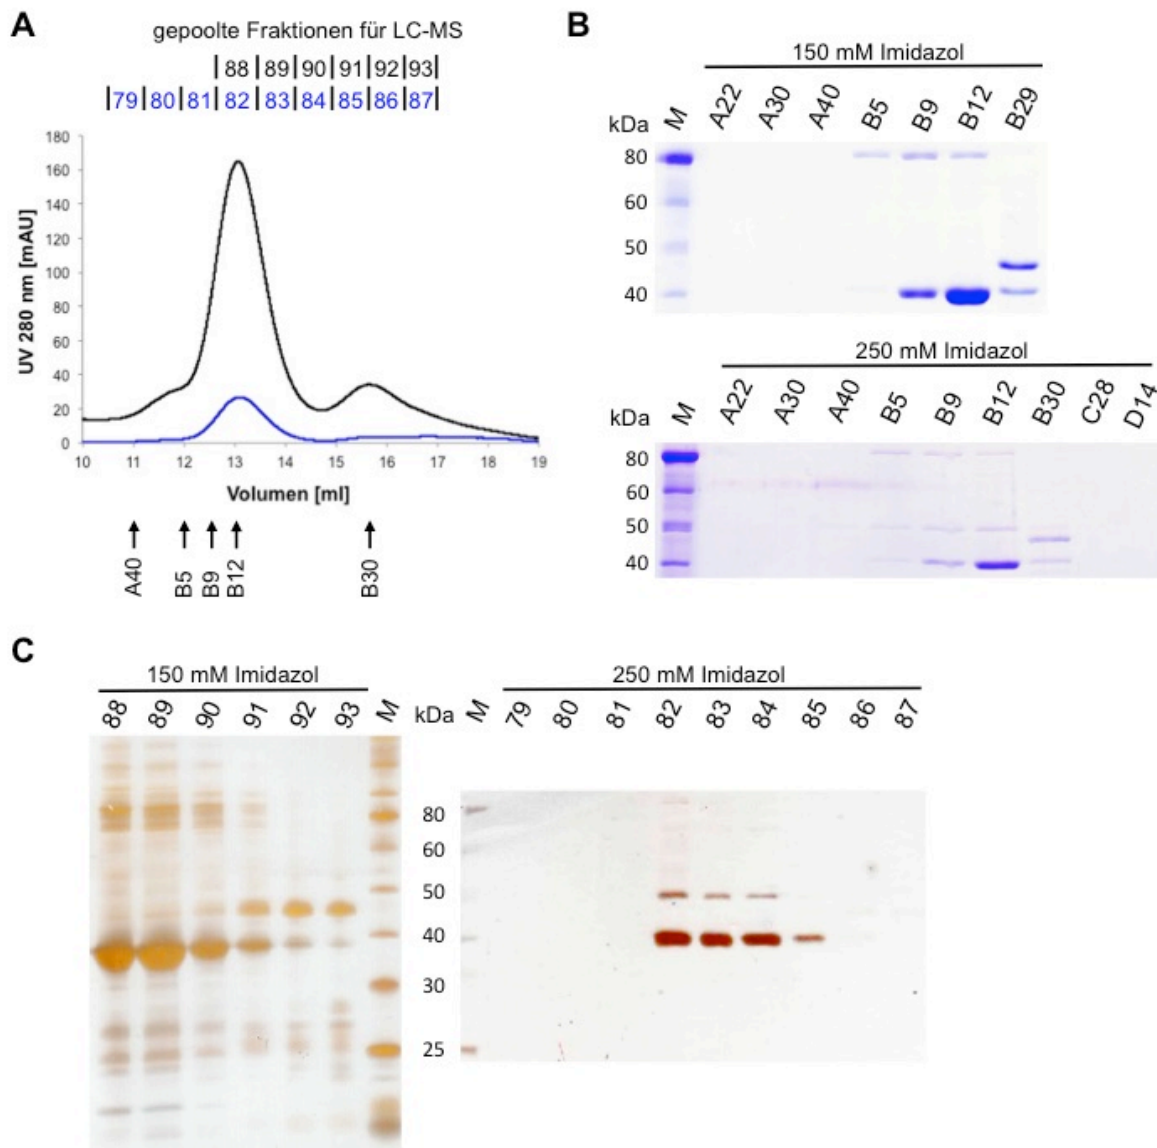 A
gepoolte Fraktionen für LC-MS
|88|89|90|91|92|93|
|79|80|81|82|83|84|85|86|87|
180
160
140
120
100
80
60
40
20
0
UV 280 nm [mAU]
10 11 12 13 14 15 16 17 18 19
Volumen [ml]
A40 B5 B9 B12 B30
B
150 mM Imidazol
kDa M A22 A30 A40 B5 B9 B12 B29
80
60
50
40
250 mM Imidazol
kDa M A22 A30 A40 B5 B9 B12 B30 C28 D14
80
60
50
40
C
150 mM Imidazol
88 89 90 91 92 93 M
250 mM Imidazol
kDa M 79 80 81 82 83 84 85 86 87
80
60
50
40
30
25